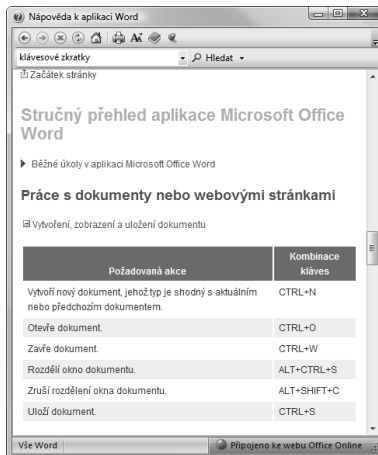 Nápověda k aplikaci Word
klávesové zkratky
Hledat
Začátek stránky
Stručný přehled aplikace Microsoft Office
Word
Běžné úkoly v aplikaci Microsoft Office Word
Práce s dokumenty nebo webovými
stránkami
Vytvoření, zobrazení a uložení dokumentu
Požadovaná akce
Kombinace
kláves
Vytvoří nový dokument, jehož typ je shodný s aktuálním
nebo předchozím dokumentem.
CTRL+N
Otevře dokument. CTRL+O
Zavře dokument. CTRL+W
Rozdělí okno dokumentu. ALT+CTRL+S
Zruší rozdělení okna dokumentu. ALT+SHIFT+C
Uloží dokument. CTRL+S
Vše Word
Připojeno ke webu Office Online